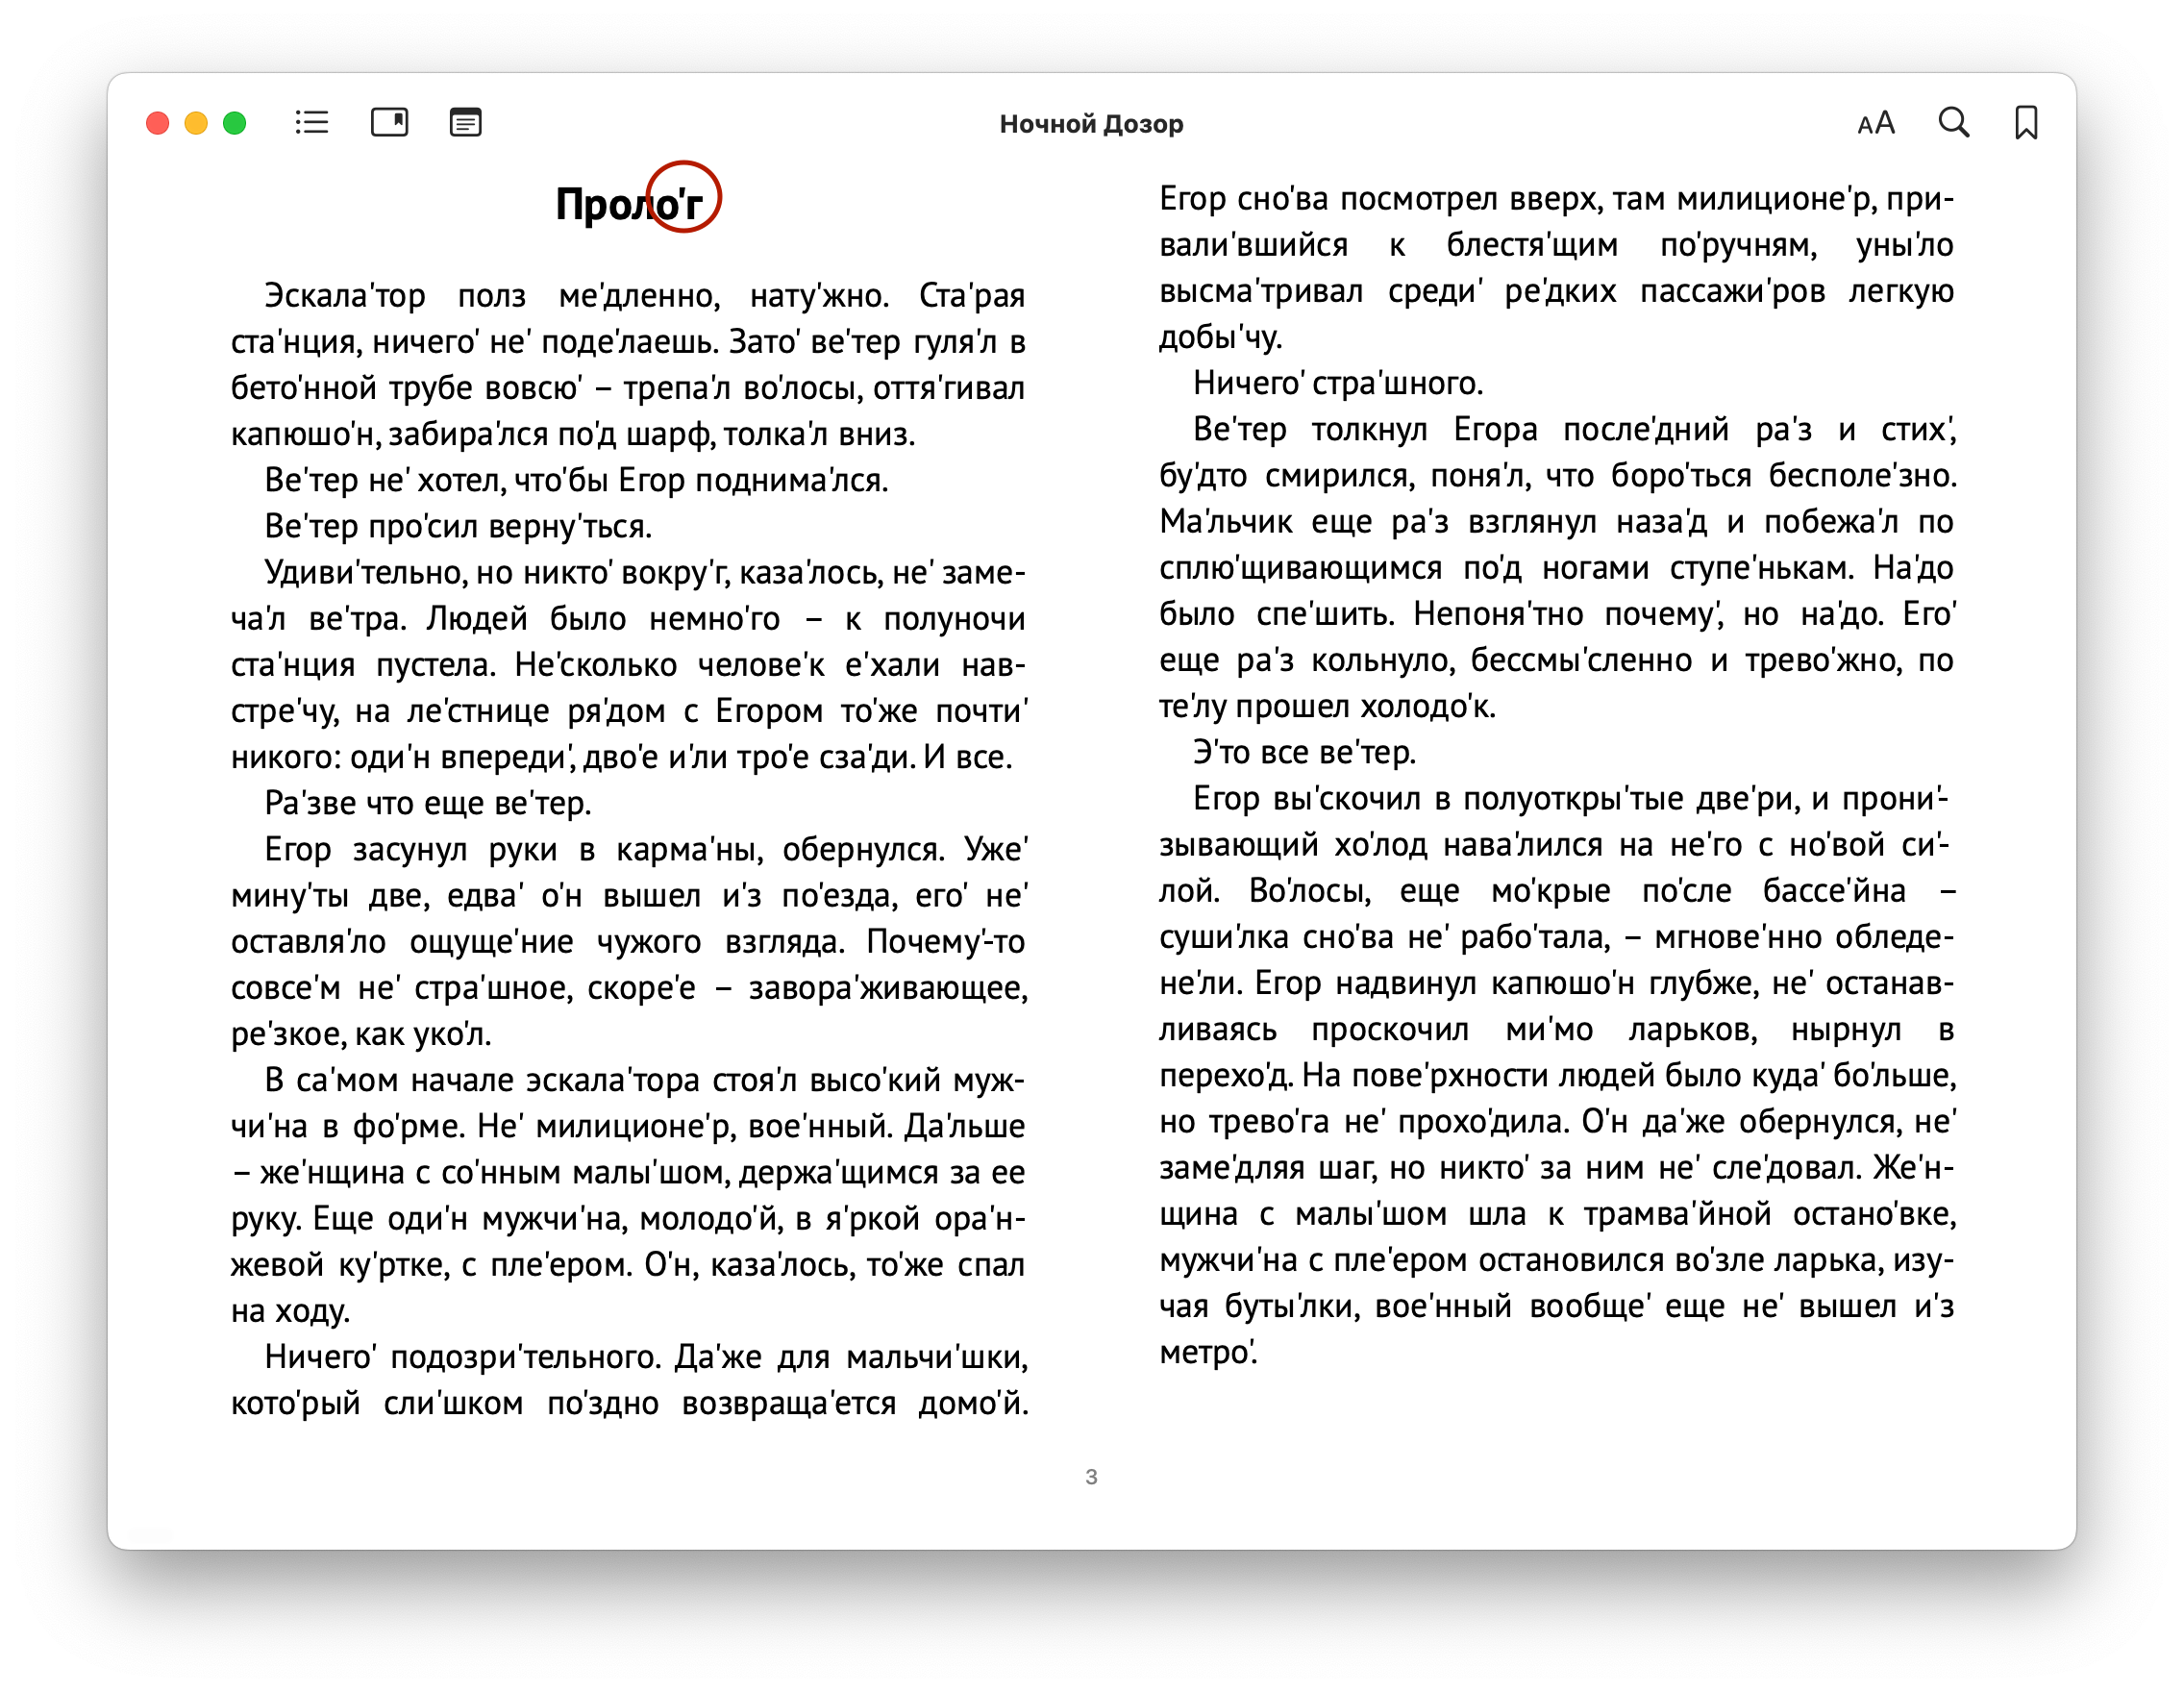 Ночной Дозор
AA
Проло'г
Эскала'тор полз ме'дленно, нату'жно. Ста'рая
ста'нция, ничего' не' поде'лаешь. Зато' ве'тер гуля'л в
бето'нной трубе вовсю' – трепа'л во'лосы, оття'гивал
капюшо'н, забира'лся по'д шарф, толка'л вниз.
Ве'тер не' хотел, что'бы Егор поднима'лся.
Ве'тер про'сил верну'ться.
Удиви'тельно, но никто' вокру'г, каза'лось, не' заме-
ча'л ве'тра. Людей было немно'го – к полуночи
ста'нция пустела. Не'сколько челове'к е'хали нав-
стре'чу, на ле'стнице ря'дом с Егором то'же почти'
никого: оди'н впереди', дво'е и'ли тро'е сза'ди. И все.
Ра'зве что еще ве'тер.
Егор засунул руки в карма'ны, обернулся. Уже'
мину'ты две, едва' о'н вышел и'з по'езда, его' не'
оставля'ло ощуще'ние чужого взгляда. Почему'-то
совсе'м не' стра'шное, скоре'е – завора'живающее,
ре'зкое, как уко'л.
В са'мом начале эскала'тора стоя'л высо'кий муж-
чи'на в фо'рме. Не' милиционе'р, вое'нный. Да'льше
– же'нщина с со'нным малы'шом, держа'щимся за ее
руку. Еще оди'н мужчи'на, молодо'й, в я'ркой ора'н-
жевой ку'ртке, с пле'ером. О'н, каза'лось, то'же спал
на ходу.
Ничего' подозри'тельного. Да'же для мальчи'шки,
кото'рый сли'шком по'здно возвраща'ется домо'й.
Егор сно'ва посмотрел вверх, там милиционе'р, при-
вали'вшийся к блестя'щим по'ручням, уны'ло
высма'тривал среди' ре'дких пассажи'ров легкую
добы'чу.
Ничего' стра'шного.
Ве'тер толкнул Егора после'дний ра'з и стих',
бу'дто смирился, поня'л, что боро'ться бесполе'зно.
Ма'льчик еще ра'з взглянул наза'д и побежа'л по
сплю'щивающимся по'д ногами ступе'нькам. На'до
было спе'шить. Непоня'тно почему', но на'до. Его'
еще ра'з кольнуло, бессмы'сленно и трево'жно, по
те'лу прошел холодо'к.
Э'то все ве'тер.
Егор вы'скочил в полуоткры'тые две'ри, и прони'-
зывающий хо'лод нава'лился на не'го с но'вой си'-
лой. Во'лосы, еще мо'крые по'сле бассе'йна –
суши'лка сно'ва не' рабо'тала, – мгнове'нно обледе-
не'ли. Егор надвинул капюшо'н глубже, не' останав-
ливаясь проскочил ми'мо ларьков, нырнул в
перехо'д. На пове'рхности людей было куда' бо'льше,
но трево'га не' прохо'дила. О'н да'же обернулся, не'
заме'дляя шаг, но никто' за ним не' сле'довал. Же'н-
щина с малы'шом шла к трамва'йной остано'вке,
мужчи'на с пле'ером остановился во'зле ларька, изу-
чая буты'лки, вое'нный вообще' еще не' вышел и'з
метро'.
3